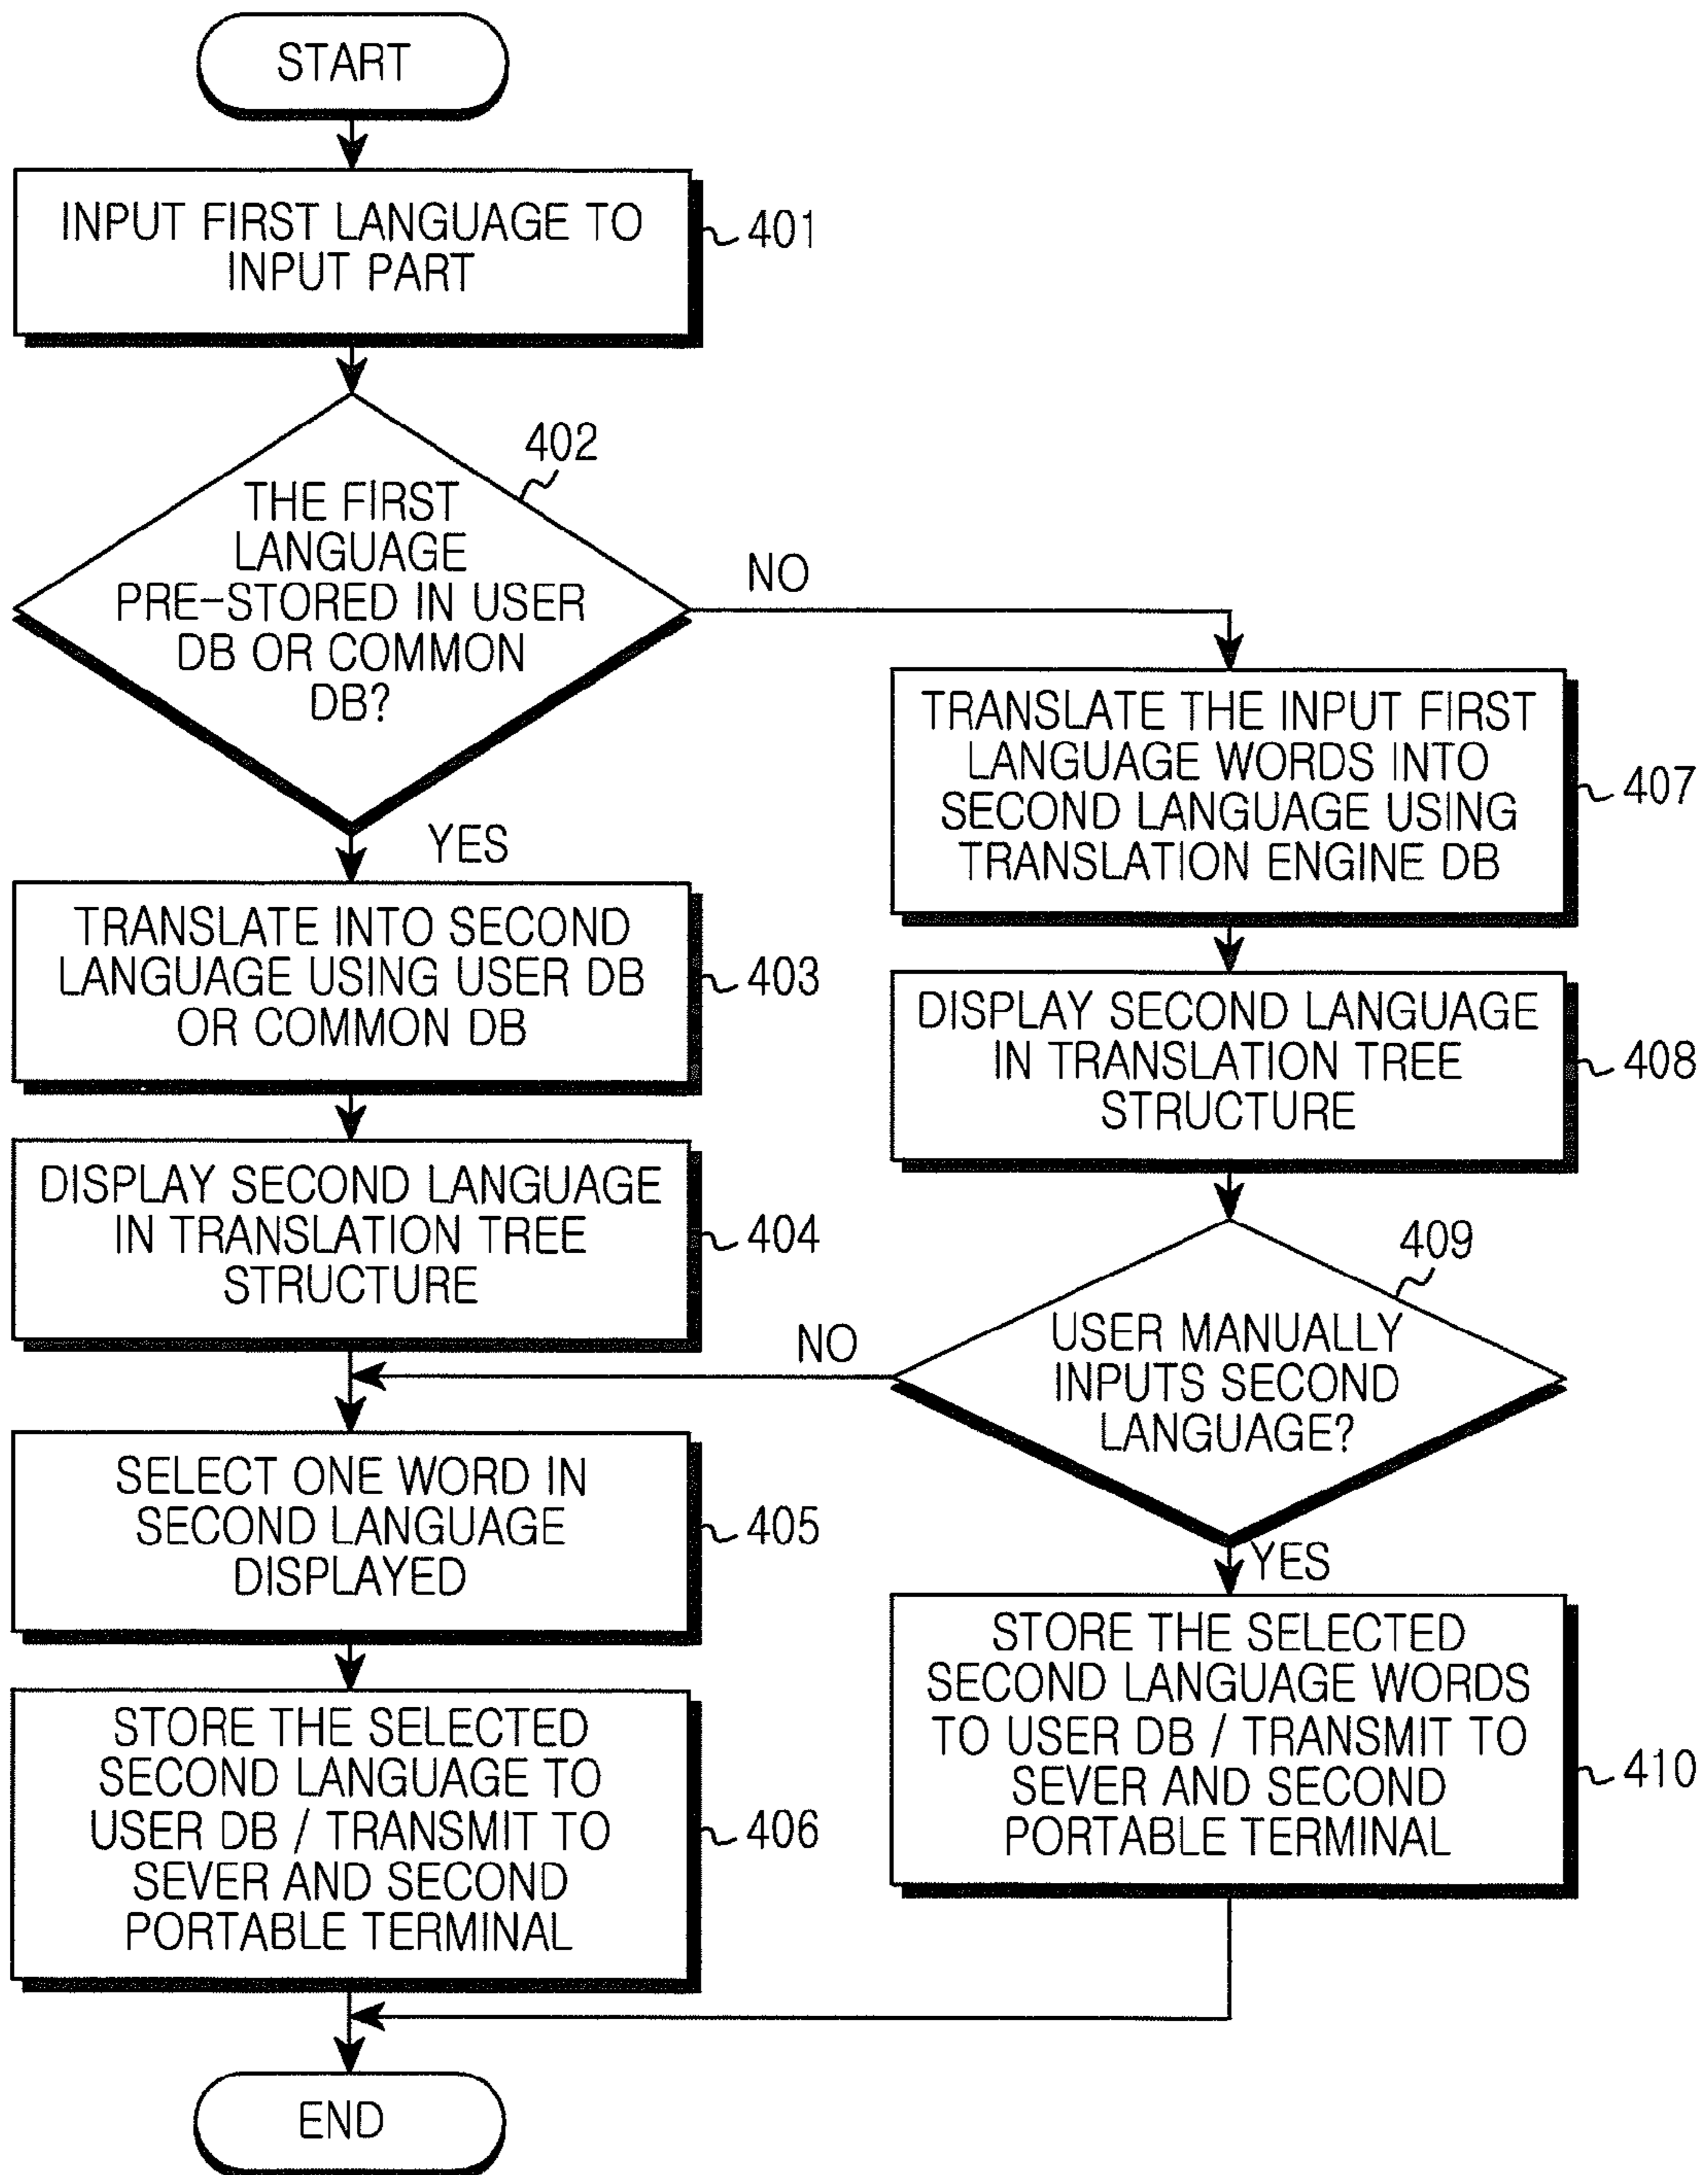 START
INPUT FIRST LANGUAGE TO
INPUT PART
401
402
THE FIRST
LANGUAGE
PRE-STORED IN USER
DB OR COMMON
DB?
NO
YES
TRANSLATE INTO SECOND
LANGUAGE USING USER DB
OR COMMON DB
403
DISPLAY SECOND LANGUAGE
IN TRANSLATION TREE
STRUCTURE
404
SELECT ONE WORD IN
SECOND LANGUAGE
DISPLAYED
405
STORE THE SELECTED
SECOND LANGUAGE TO
USER DB / TRANSMIT TO
SEVER AND SECOND
PORTABLE TERMINAL
406
TRANSLATE THE INPUT FIRST
LANGUAGE WORDS INTO
SECOND LANGUAGE USING
TRANSLATION ENGINE DB
407
DISPLAY SECOND LANGUAGE
IN TRANSLATION TREE
STRUCTURE
408
409
USER MANUALLY
INPUTS SECOND
LANGUAGE?
NO
YES
STORE THE SELECTED
SECOND LANGUAGE WORDS
TO USER DB / TRANSMIT TO
SEVER AND SECOND
PORTABLE TERMINAL
410
END